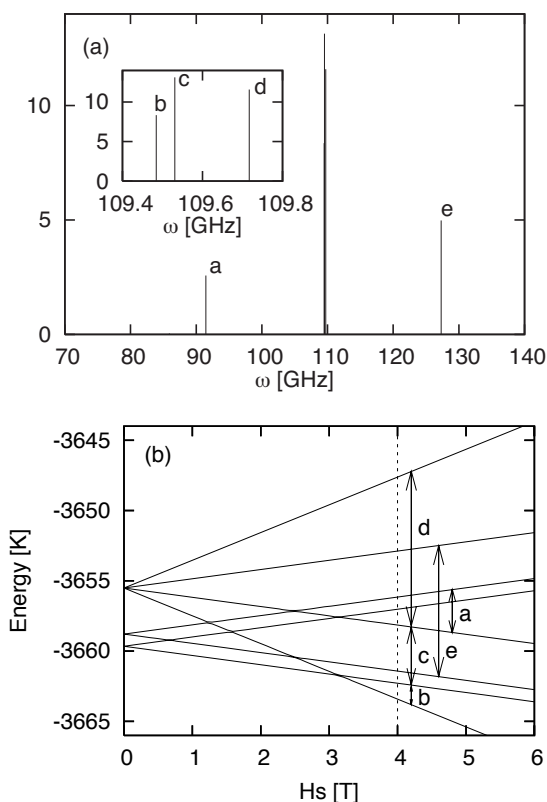 (a)
10
5
0
b
c
d
10
5
0
109.4 109.6 109.8
ω [GHz]
a
e
70 80 90 100 110 120 130 140
ω [GHz]
(b)
-3645
-3650
-3655
-3660
-3665
Energy [K]
d
a
c
e
b
0 1 2 3 4 5 6
Hs [T]